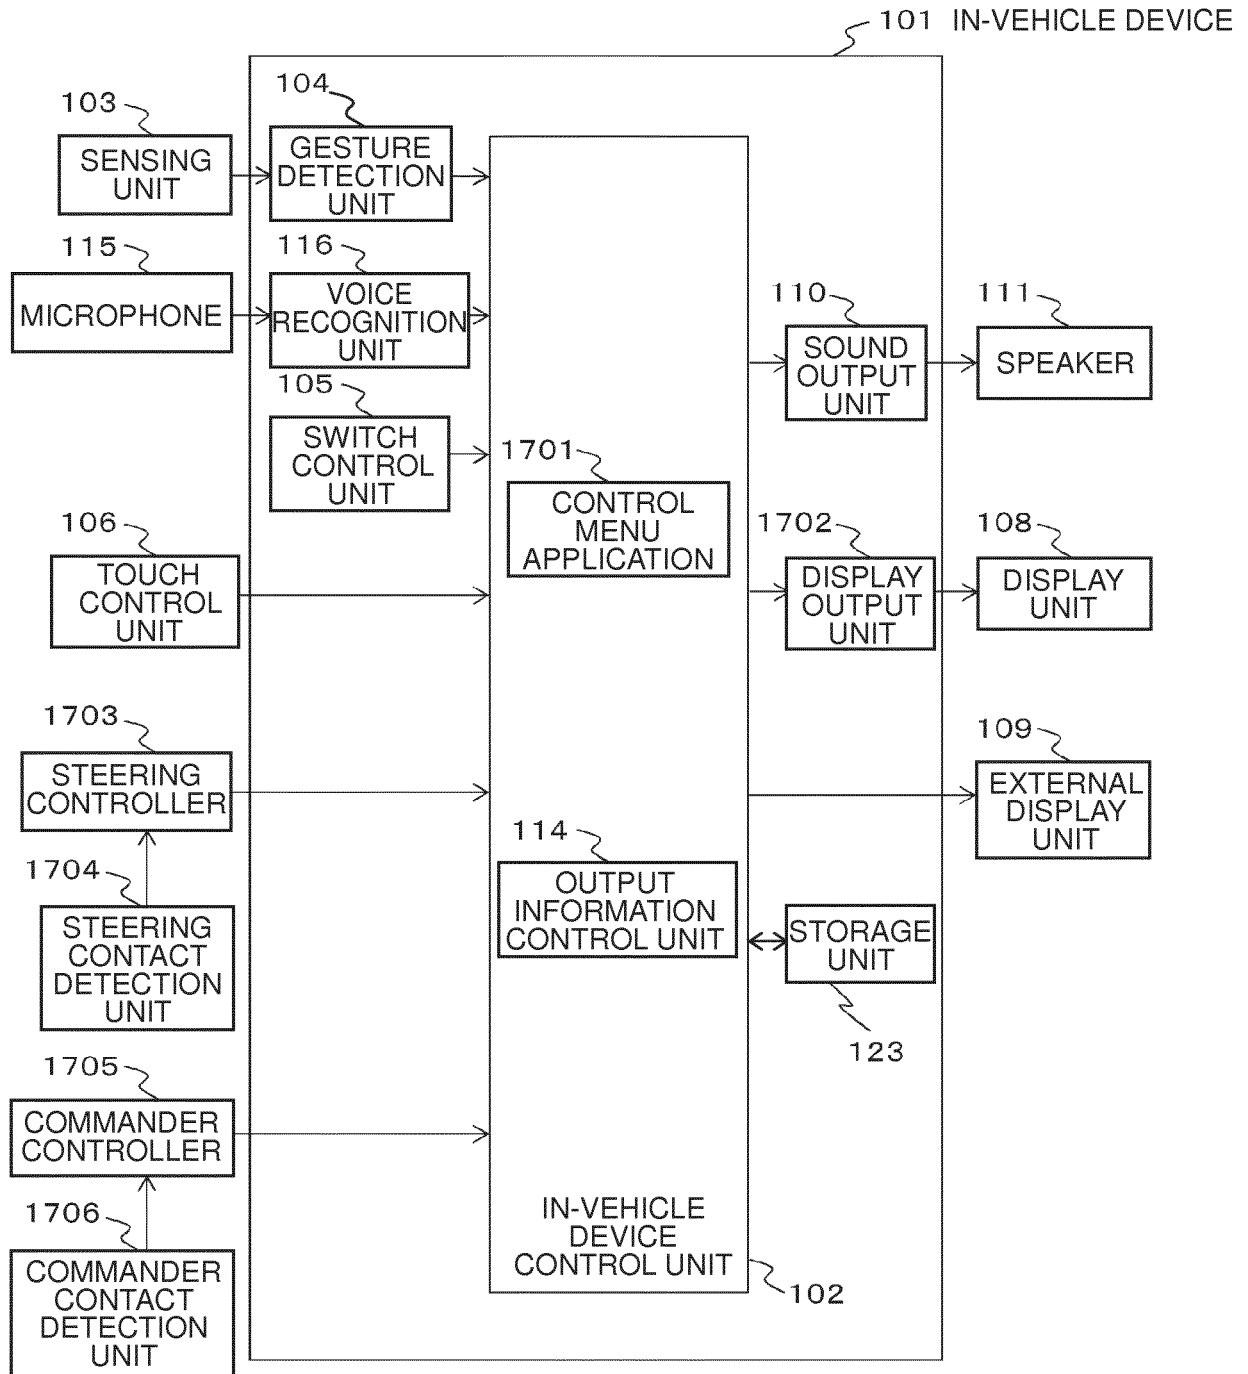 101 IN-VEHICLE DEVICE
103
SENSING
UNIT
104
GESTURE
DETECTION
UNIT
115
MICROPHONE
116
VOICE
RECOGNITION
UNIT
105
SWITCH
CONTROL
UNIT
110
SOUND
OUTPUT
UNIT
111
SPEAKER
1701
CONTROL
MENU
APPLICATION
106
TOUCH
CONTROL
UNIT
1702
DISPLAY
OUTPUT
UNIT
108
DISPLAY
UNIT
1703
STEERING
CONTROLLER
109
EXTERNAL
DISPLAY
UNIT
114
OUTPUT
INFORMATION
CONTROL UNIT
1704
STEERING
CONTACT
DETECTION
UNIT
STORAGE
UNIT
123
1705
COMMANDER
CONTROLLER
1706
COMMANDER
CONTACT
DETECTION
UNIT
IN-VEHICLE
DEVICE
CONTROL UNIT
102